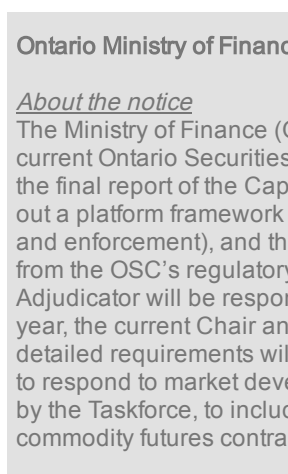 Ontario Ministry of Financ
About the notice
The Ministry of Finance (
current Ontario Securities
the final report of the Cap
out a platform framework
and enforcement), and th
from the OSC's regulatory
Adjudicator will be respon
year, the current Chair an
detailed requirements wil
to respond to market deve
by the Taskforce, to includ
commodity futures contra